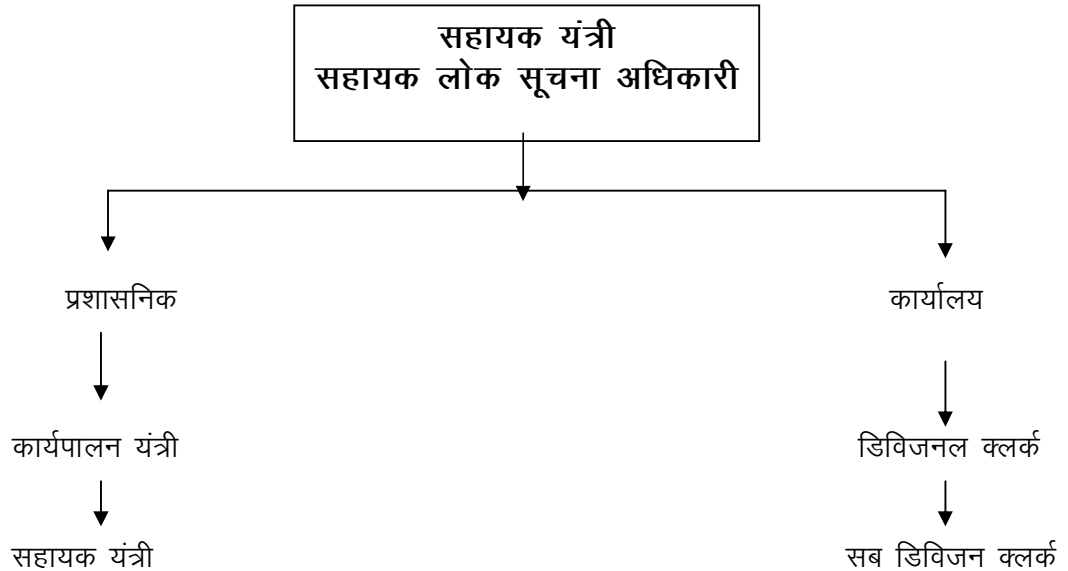 सहायक यंत्री
सहायक लोक सूचना अधिकारी
प्रशासनिक
कार्यालय
कार्यपालन यंत्री
डिविजनल क्लर्क
सहायक यंत्री
सब डिविजन क्लर्क